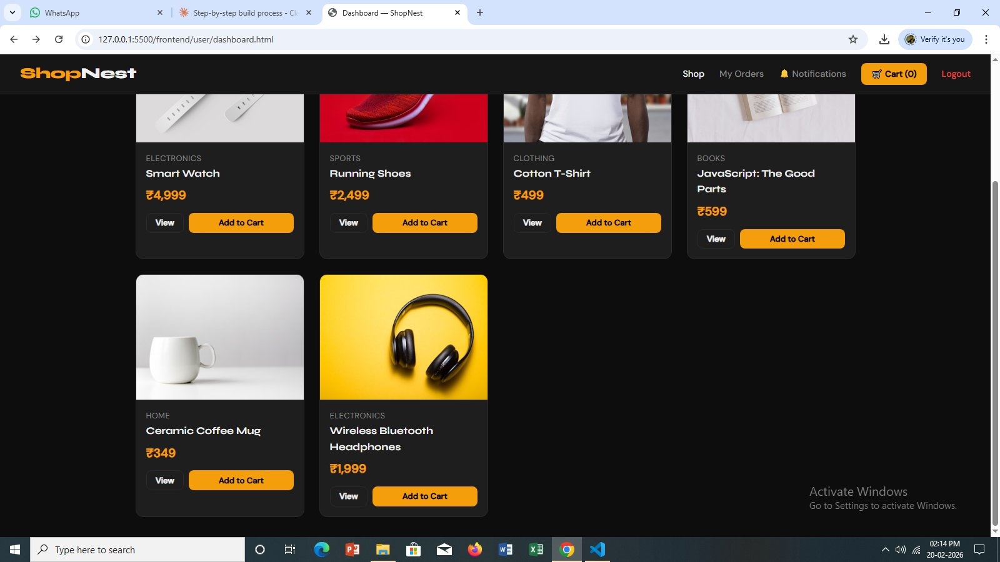 WhatsApp
Step-by-step build process - Cl
Dashboard — ShopNest
127.0.0.1:5500/frontend/user/dashboard.html
Verify it's you
ShopNest
Shop
My Orders
Notifications
Cart (0)
Logout
ELECTRONICS
Smart Watch
₹4,999
View
Add to Cart
SPORTS
Running Shoes
₹2,499
View
Add to Cart
CLOTHING
Cotton T-Shirt
₹499
View
Add to Cart
BOOKS
JavaScript: The Good
Parts
₹599
View
Add to Cart
HOME
Ceramic Coffee Mug
₹349
View
Add to Cart
ELECTRONICS
Wireless Bluetooth
Headphones
₹1,999
View
Add to Cart
Activate Windows
Go to Settings to activate Windows.
Type here to search
02:14 PM
20-02-2026